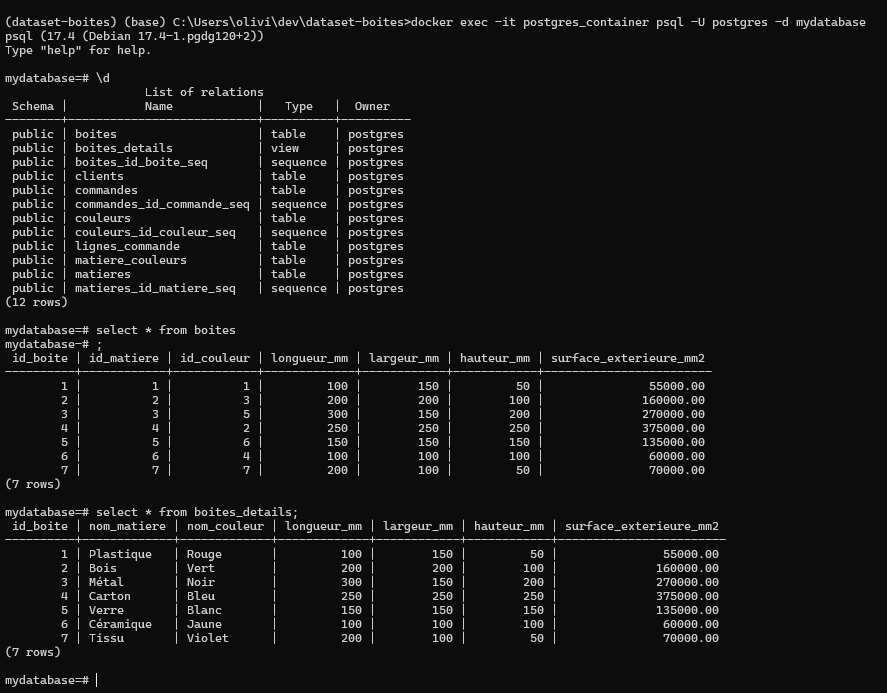 (dataset-boites) (base) C:\Users\olivi\dev\dataset-boites>docker exec -it postgres_container psql -U postgres -d mydatabase
psql (17.4 (Debian 17.4-1.pgdg120+2))
Type "help" for help.

mydatabase=# \d
                    List of relations
 Schema |           Name            |   Type   |  Owner
--------+---------------------------+----------+----------
 public | boites                    | table    | postgres
 public | boites_details            | view     | postgres
 public | boites_id_boite_seq       | sequence | postgres
 public | clients                   | table    | postgres
 public | commandes                 | table    | postgres
 public | commandes_id_commande_seq | sequence | postgres
 public | couleurs                  | table    | postgres
 public | couleurs_id_couleur_seq   | sequence | postgres
 public | lignes_commande           | table    | postgres
 public | matiere_couleurs          | table    | postgres
 public | matieres                  | table    | postgres
 public | matieres_id_matiere_seq   | sequence | postgres
(12 rows)

mydatabase=# select * from boites
mydatabase-# ;
 id_boite | id_matiere | id_couleur | longueur_mm | largeur_mm | hauteur_mm | surface_exterieure_mm2
----------+------------+------------+-------------+------------+------------+------------------------
        1 |          1 |          1 |         100 |        150 |         50 |               55000.00
        2 |          2 |          3 |         200 |        200 |        100 |              160000.00
        3 |          3 |          5 |         300 |        150 |        200 |              270000.00
        4 |          4 |          2 |         250 |        250 |        250 |              375000.00
        5 |          5 |          6 |         150 |        150 |        150 |              135000.00
        6 |          6 |          4 |         100 |        100 |        100 |               60000.00
        7 |          7 |          7 |         200 |        100 |         50 |               70000.00
(7 rows)

mydatabase=# select * from boites_details;
 id_boite | nom_matiere | nom_couleur | longueur_mm | largeur_mm | hauteur_mm | surface_exterieure_mm2
----------+-------------+-------------+-------------+------------+------------+------------------------
        1 | Plastique   | Rouge       |         100 |        150 |         50 |               55000.00
        2 | Bois        | Vert        |         200 |        200 |        100 |              160000.00
        3 | Métal       | Noir        |         300 |        150 |        200 |              270000.00
        4 | Carton      | Bleu        |         250 |        250 |        250 |              375000.00
        5 | Verre       | Blanc       |         150 |        150 |        150 |              135000.00
        6 | Céramique   | Jaune       |         100 |        100 |        100 |               60000.00
        7 | Tissu       | Violet      |         200 |        100 |         50 |               70000.00
(7 rows)

mydatabase=#